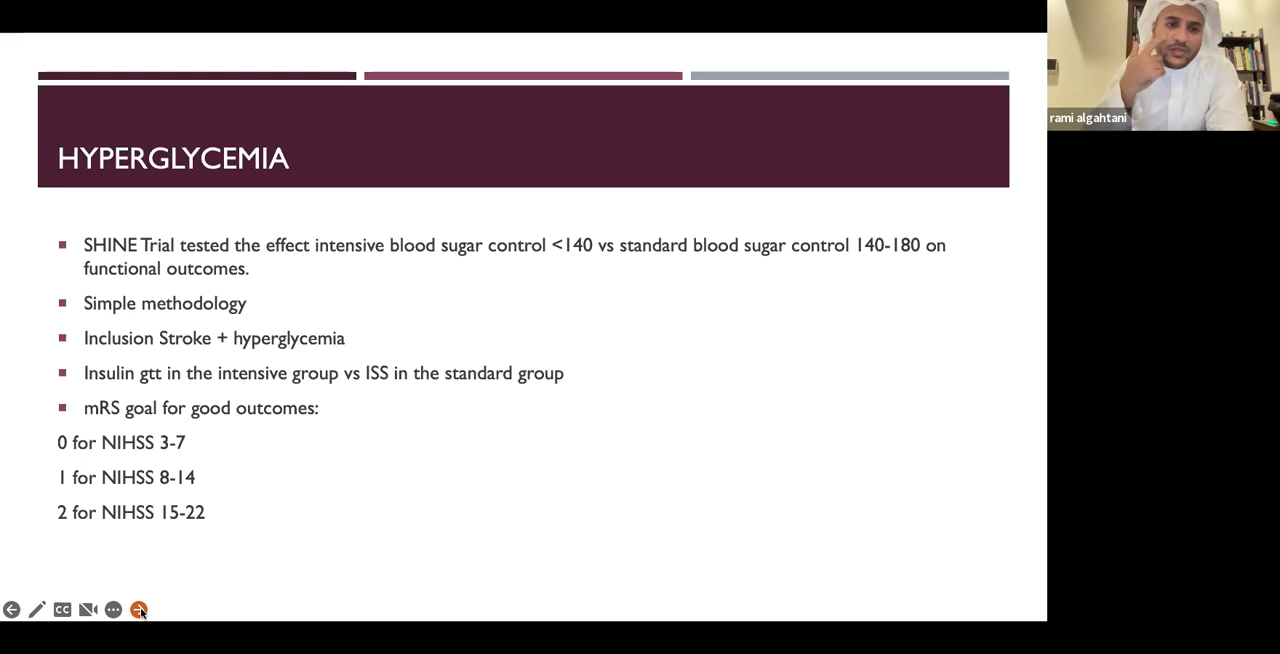 HYPERGLYCEMIA
SHINE Trial tested the effect intensive blood sugar control <140 vs standard blood sugar control 140-180 on
functional outcomes.
Simple methodology
Inclusion Stroke + hyperglycemia
Insulin gtt in the intensive group vs ISS in the standard group
mRS goal for good outcomes:
0 for NIHSS 3-7
1 for NIHSS 8-14
2 for NIHSS 15-22
CC
rami algahtani